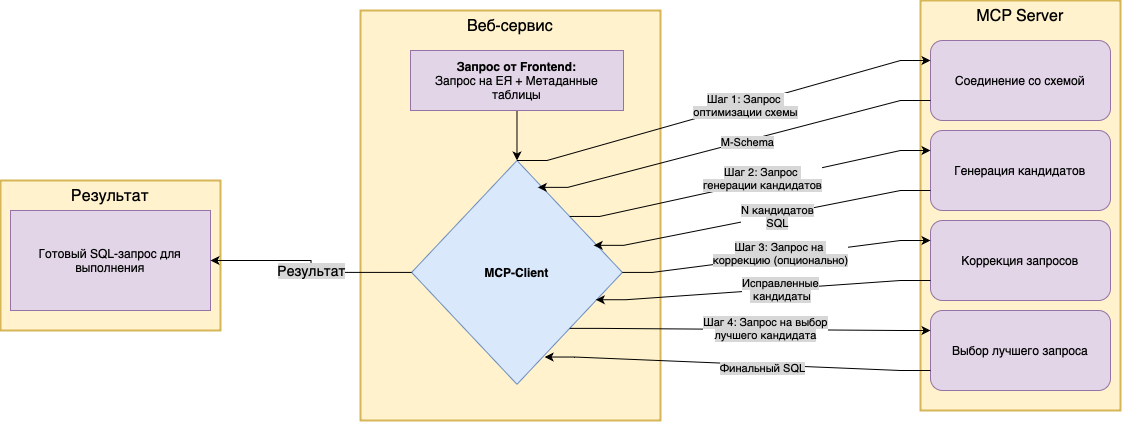 Веб-сервис
MCP Server
Запрос от Frontend:
Запрос на ЕЯ + Метаданные
таблицы
Соединение со схемой
Шаг 1: Запрос
оптимизации схемы
M-Schema
Шаг 2: Запрос
генерации кандидатов
Генерация кандидатов
Результат
N кандидатов
SQL
Готовый SQL-запрос для
выполнения
Шаг 3: Запрос на
коррекцию (опционально)
Коррекция запросов
Результат
MCP-Client
Исправленные
кандидаты
Шаг 4: Запрос на выбор
лучшего кандидата
Выбор лучшего запроса
Финальный SQL